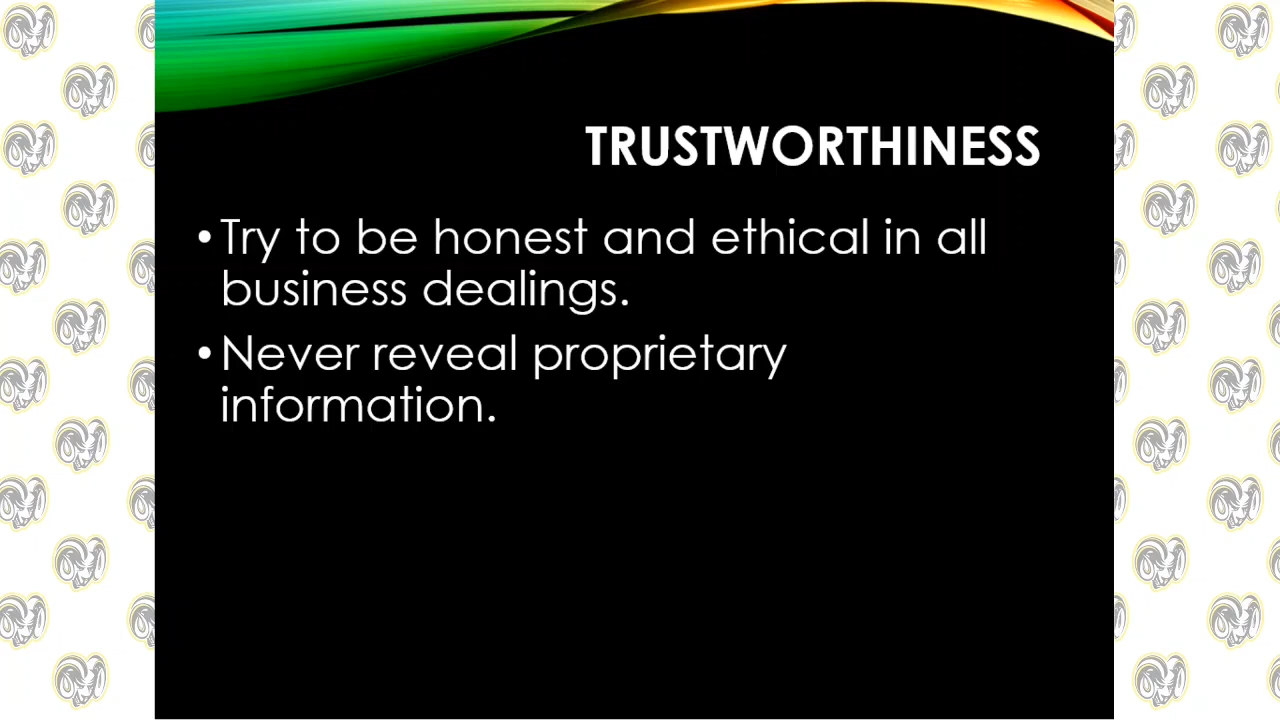 TRUSTWORTHINESS
• Try to be honest and ethical in all
business dealings.
• Never reveal proprietary
information.